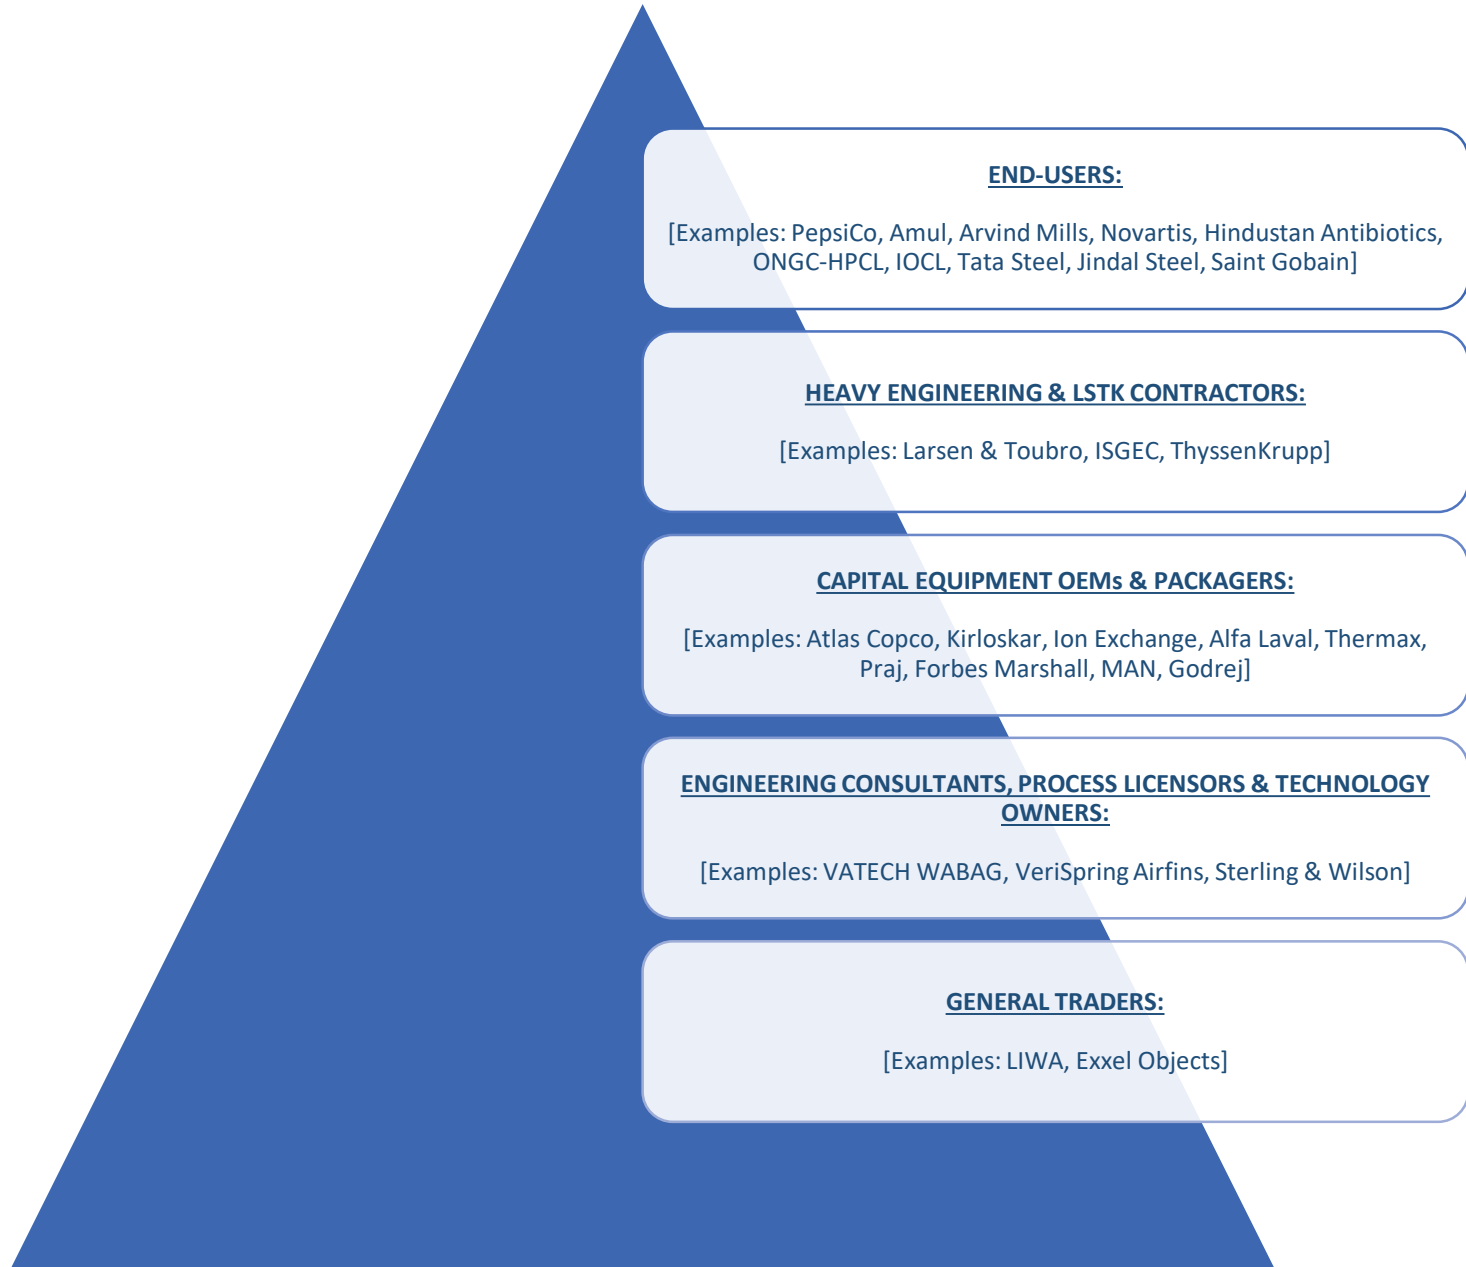 END-USERS:
[Examples: PepsiCo, Amul, Arvind Mills, Novartis, Hindustan Antibiotics,
ONGC-HPCL, IOCL, Tata Steel, Jindal Steel, Saint Gobain]
HEAVY ENGINEERING & LSTK CONTRACTORS:
[Examples: Larsen & Toubro, ISGEC, ThyssenKrupp]
CAPITAL EQUIPMENT OEMs & PACKAGERS:
[Examples: Atlas Copco, Kirloskar, Ion Exchange, Alfa Laval, Thermax,
Praj, Forbes Marshall, MAN, Godrej]
ENGINEERING CONSULTANTS, PROCESS LICENSORS & TECHNOLOGY
OWNERS:
[Examples: VATECH WABAG, VeriSpring Airfins, Sterling & Wilson]
GENERAL TRADERS:
[Examples: LIWA, Exxel Objects]